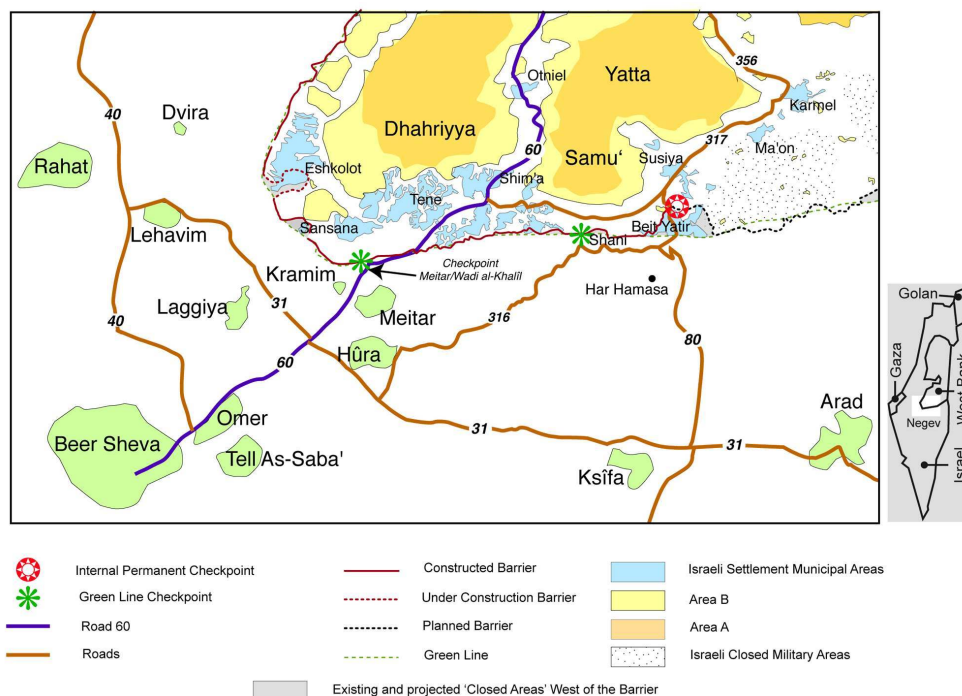 356
Otniel
Yatta
40
Dvira
Karmel
Dhahriyya
317
Rahat
60
Samu‘
Ma'on
Susiya
Eshkolot
Shim'a
Tene
Lehavim
Sansana
Beit Yatir
Shani
Checkpoint
Meitar/Wadi al-Khalîl
Kramim
Har Hamasa
Golan
Laggiya
31
Meitar
316
40
80
Gaza
West Bank
60
Hûra
Arad
Negev
Omer
Beer Sheva
31
31
Tell As-Saba'
Ksîfa
Israel
Internal Permanent Checkpoint
Constructed Barrier
Israeli Settlement Municipal Areas
Green Line Checkpoint
Under Construction Barrier
Area B
Road 60
Planned Barrier
Area A
Roads
Green Line
Israeli Closed Military Areas
Existing and projected ‘Closed Areas’ West of the Barrier